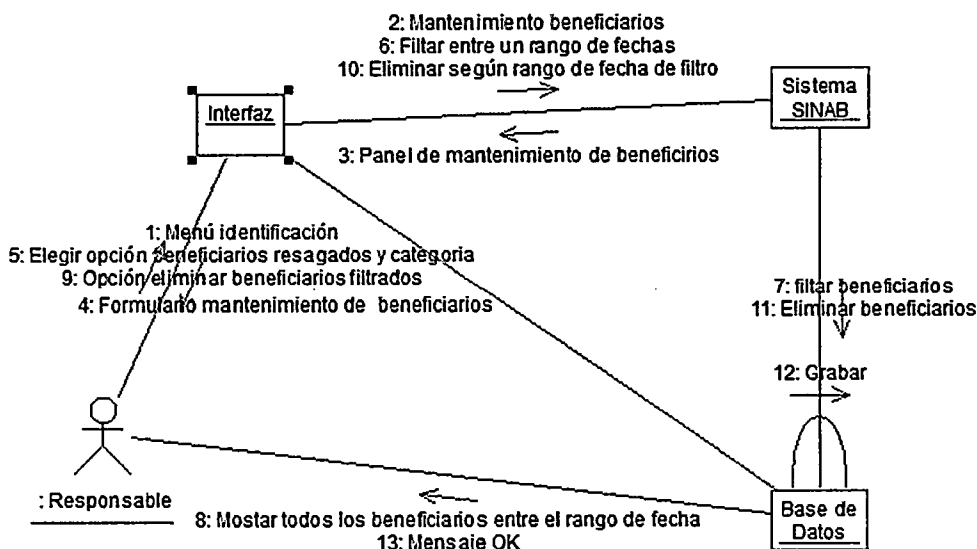 2: Mantenimiento beneficiarios
6: Filtar entre un rango de fechas
10: Eliminar según rango de fecha de filtro
Interfaz
Sistema
SINAB
3: Panel de mantenimiento de beneficirios
1: Menú identificación
5: Elegir opción beneficiarios resagados y categoria
9: Opción eliminar beneficiarios filtrados
4: Formulario mantenimiento de beneficiarios
7: filtar beneficiarios
11: Eliminar beneficiarios
12: Grabar
: Responsable
8: Mostar todos los beneficiarios entre el rango de fecha
13: Mensaje OK
Base de
Datos